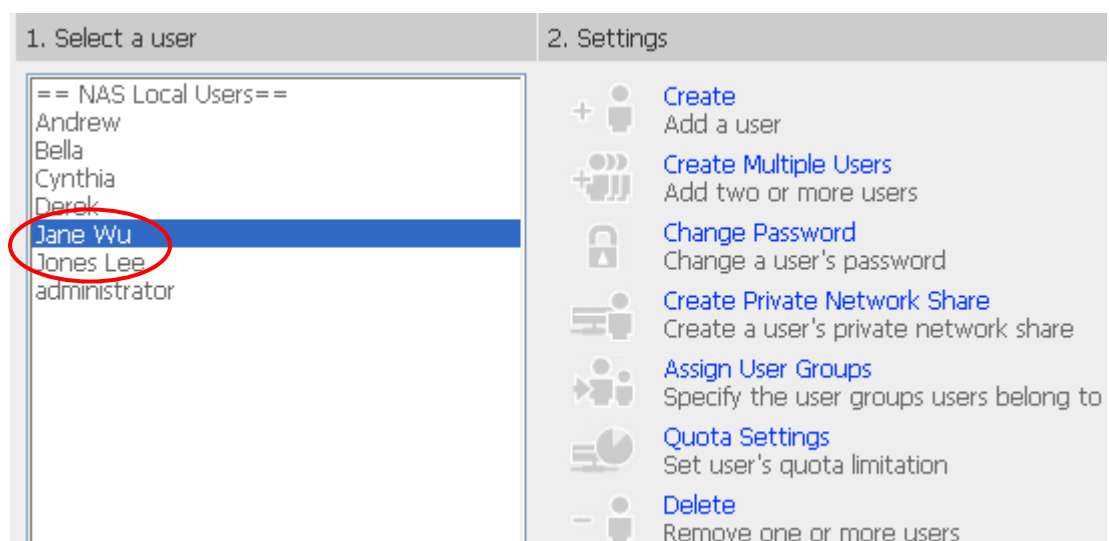 1. Select a user
2. Settings
== NAS Local Users==
Andrew
Bella
Cynthia
Derek
Jane Wu
Jones Lee
administrator
Create
Add a user
Create Multiple Users
Add two or more users
Change Password
Change a user's password
Create Private Network Share
Create a user's private network share
Assign User Groups
Specify the user groups users belong to
Quota Settings
Set user's quota limitation
Delete
Remove one or more users